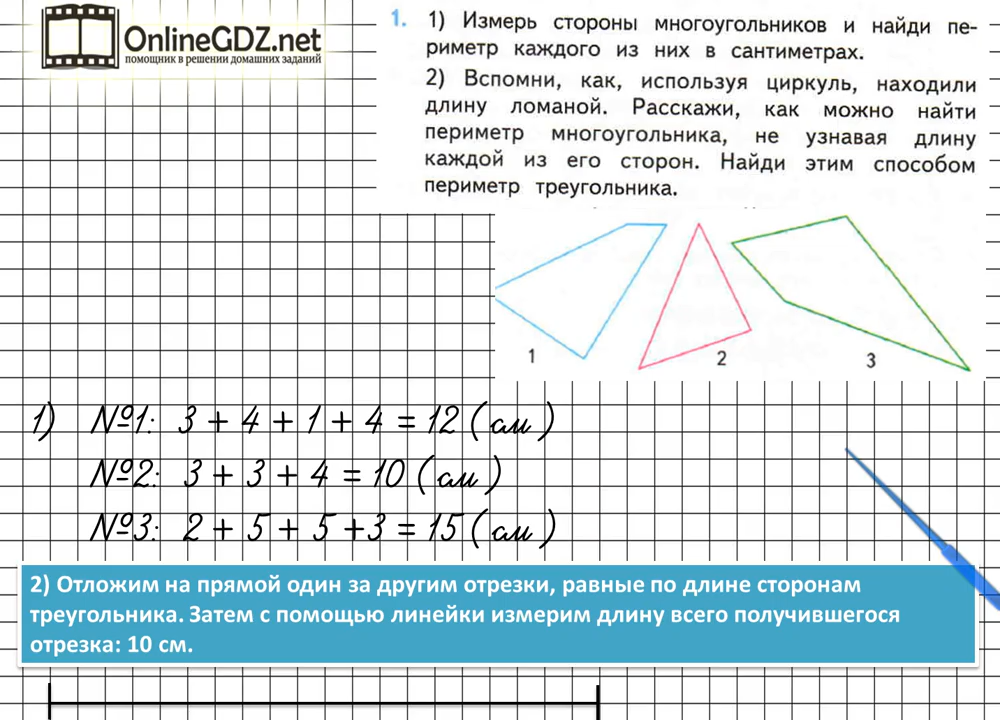 OnlineGDZ.net
помощник в решении домашних заданий
1. 1) Измерь стороны многоугольников и найди пе-
риметр каждого из них в сантиметрах.
2) Вспомни, как, используя циркуль, находили
длину ломаной. Расскажи, как можно найти
периметр многоугольника, не узнавая длину
каждой из его сторон. Найди этим способом
периметр треугольника.
1
2
3
1) №1: 3 + 4 + 1 + 4 = 12 (см)
№2: 3 + 3 + 4 = 10 (см)
№3: 2 + 5 + 5 + 3 = 15 (см)
2) Отложим на прямой один за другим отрезки, равные по длине сторонам
треугольника. Затем с помощью линейки измерим длину всего получившегося
отрезка: 10 см.